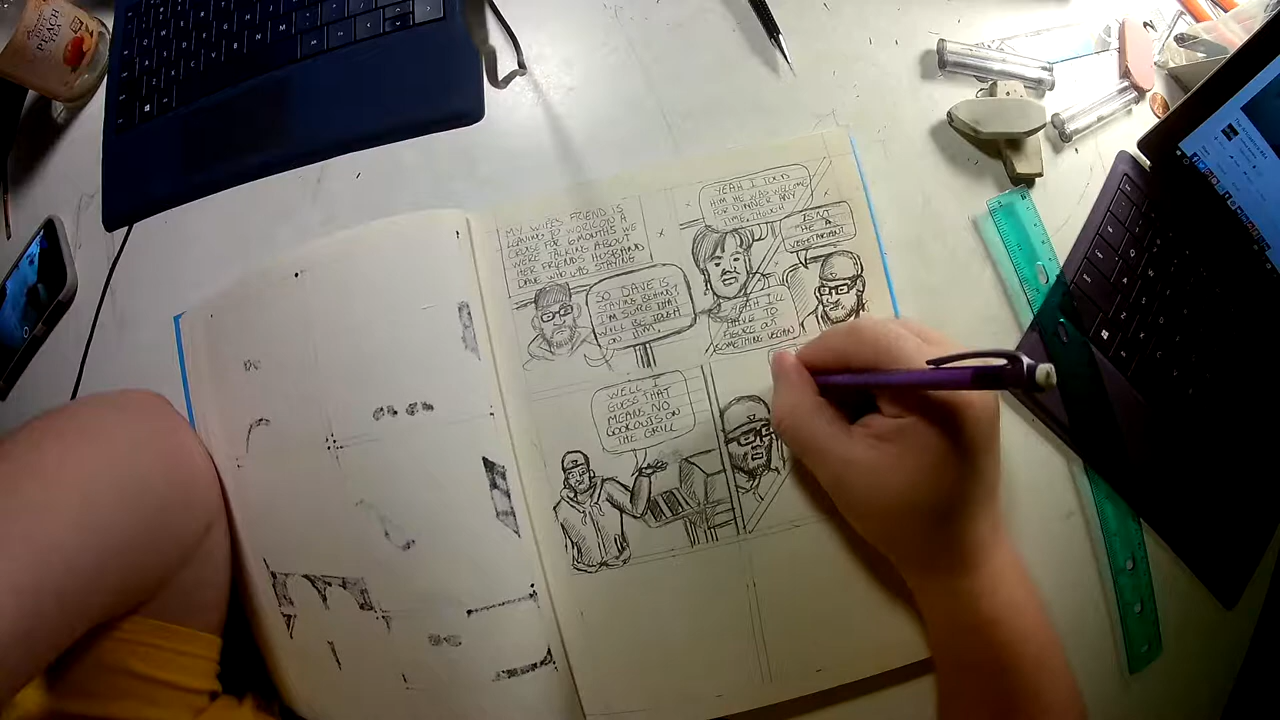 MY WIFE'S FRIEND IS
LEAVING TO WORK ON A
CRUISE FOR 6 MONTHS WE
WERE TALKING ABOUT
HER FRIENDS HUSBAND
DAVE WHO WAS STAYING
SO DAVE IS
STAYING BEHIND?
I'M SURE THAT
WILL BE TOUGH
ON HIM
YEAH I TOLD
HIM HE WAS WELCOME
FOR DINNER ANY
TIME, THOUGH
ISN'T
HE A
VEGETARIAN?
YEAH I'LL
HAVE TO
FIGURE OUT
SOMETHING VEGAN
WELL I
GUESS THAT
MEANS NO
COOKOUTS ON
THE GRILL
PEACH